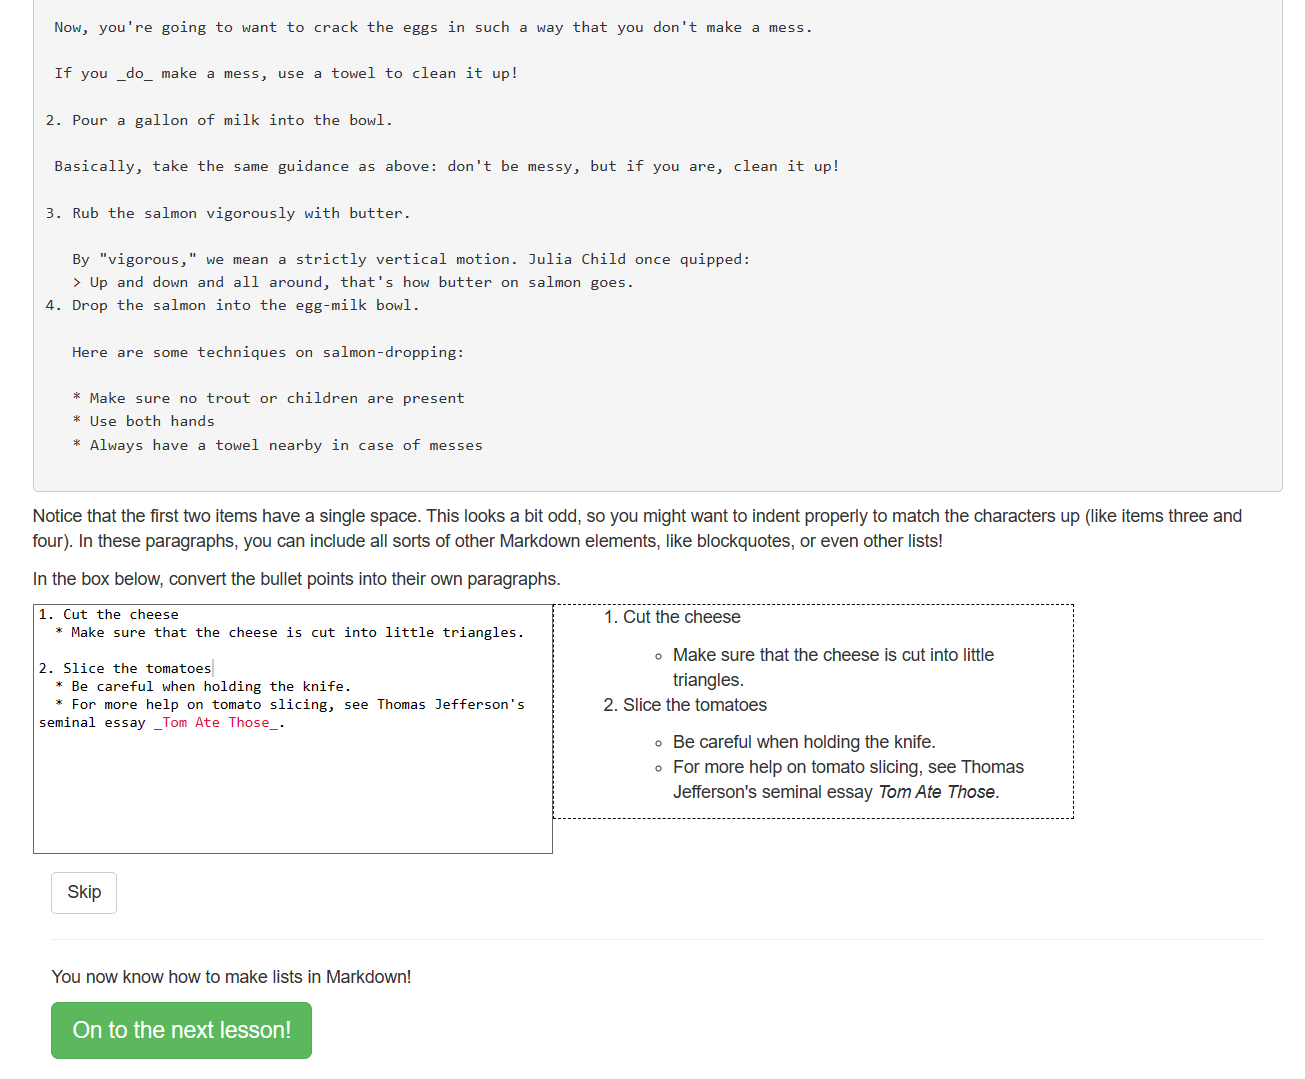 Now, you're going to want to crack the eggs in such a way that you don't make a mess.
If you _do_ make a mess, use a towel to clean it up!
2. Pour a gallon of milk into the bowl.
Basically, take the same guidance as above: don't be messy, but if you are, clean it up!
3. Rub the salmon vigorously with butter.
By "vigorous," we mean a strictly vertical motion. Julia Child once quipped:
> Up and down and all around, that's how butter on salmon goes.
4. Drop the salmon into the egg-milk bowl.
Here are some techniques on salmon-dropping:
* Make sure no trout or children are present
* Use both hands
* Always have a towel nearby in case of messes
Notice that the first two items have a single space. This looks a bit odd, so you might want to indent properly to match the characters up (like items three and
four). In these paragraphs, you can include all sorts of other Markdown elements, like blockquotes, or even other lists!
In the box below, convert the bullet points into their own paragraphs.
1. Cut the cheese
* Make sure that the cheese is cut into little triangles.
2. Slice the tomatoes
* Be careful when holding the knife.
* For more help on tomato slicing, see Thomas Jefferson's
seminal essay _Tom Ate Those_.
1. Cut the cheese
◦ Make sure that the cheese is cut into little
triangles.
2. Slice the tomatoes
◦ Be careful when holding the knife.
◦ For more help on tomato slicing, see Thomas
Jefferson's seminal essay Tom Ate Those.
Skip
You now know how to make lists in Markdown!
On to the next lesson!